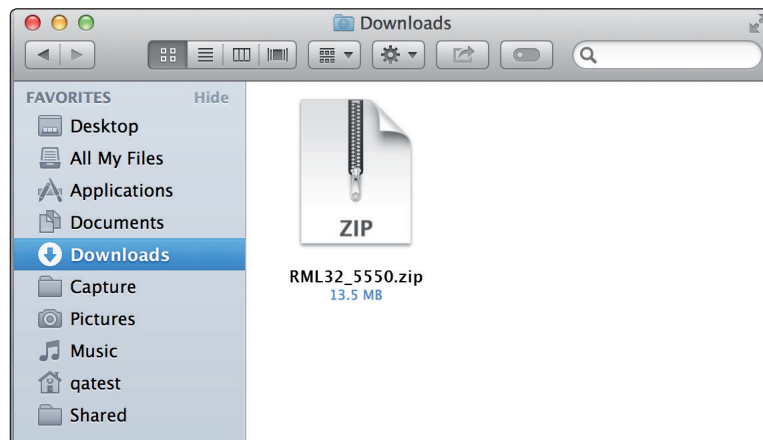 Downloads
FAVORITES Hide
Desktop
All My Files
Applications
Documents
Downloads
Capture
Pictures
Music
qatest
Shared
ZIP
RML32_5550.zip
13.5 MB